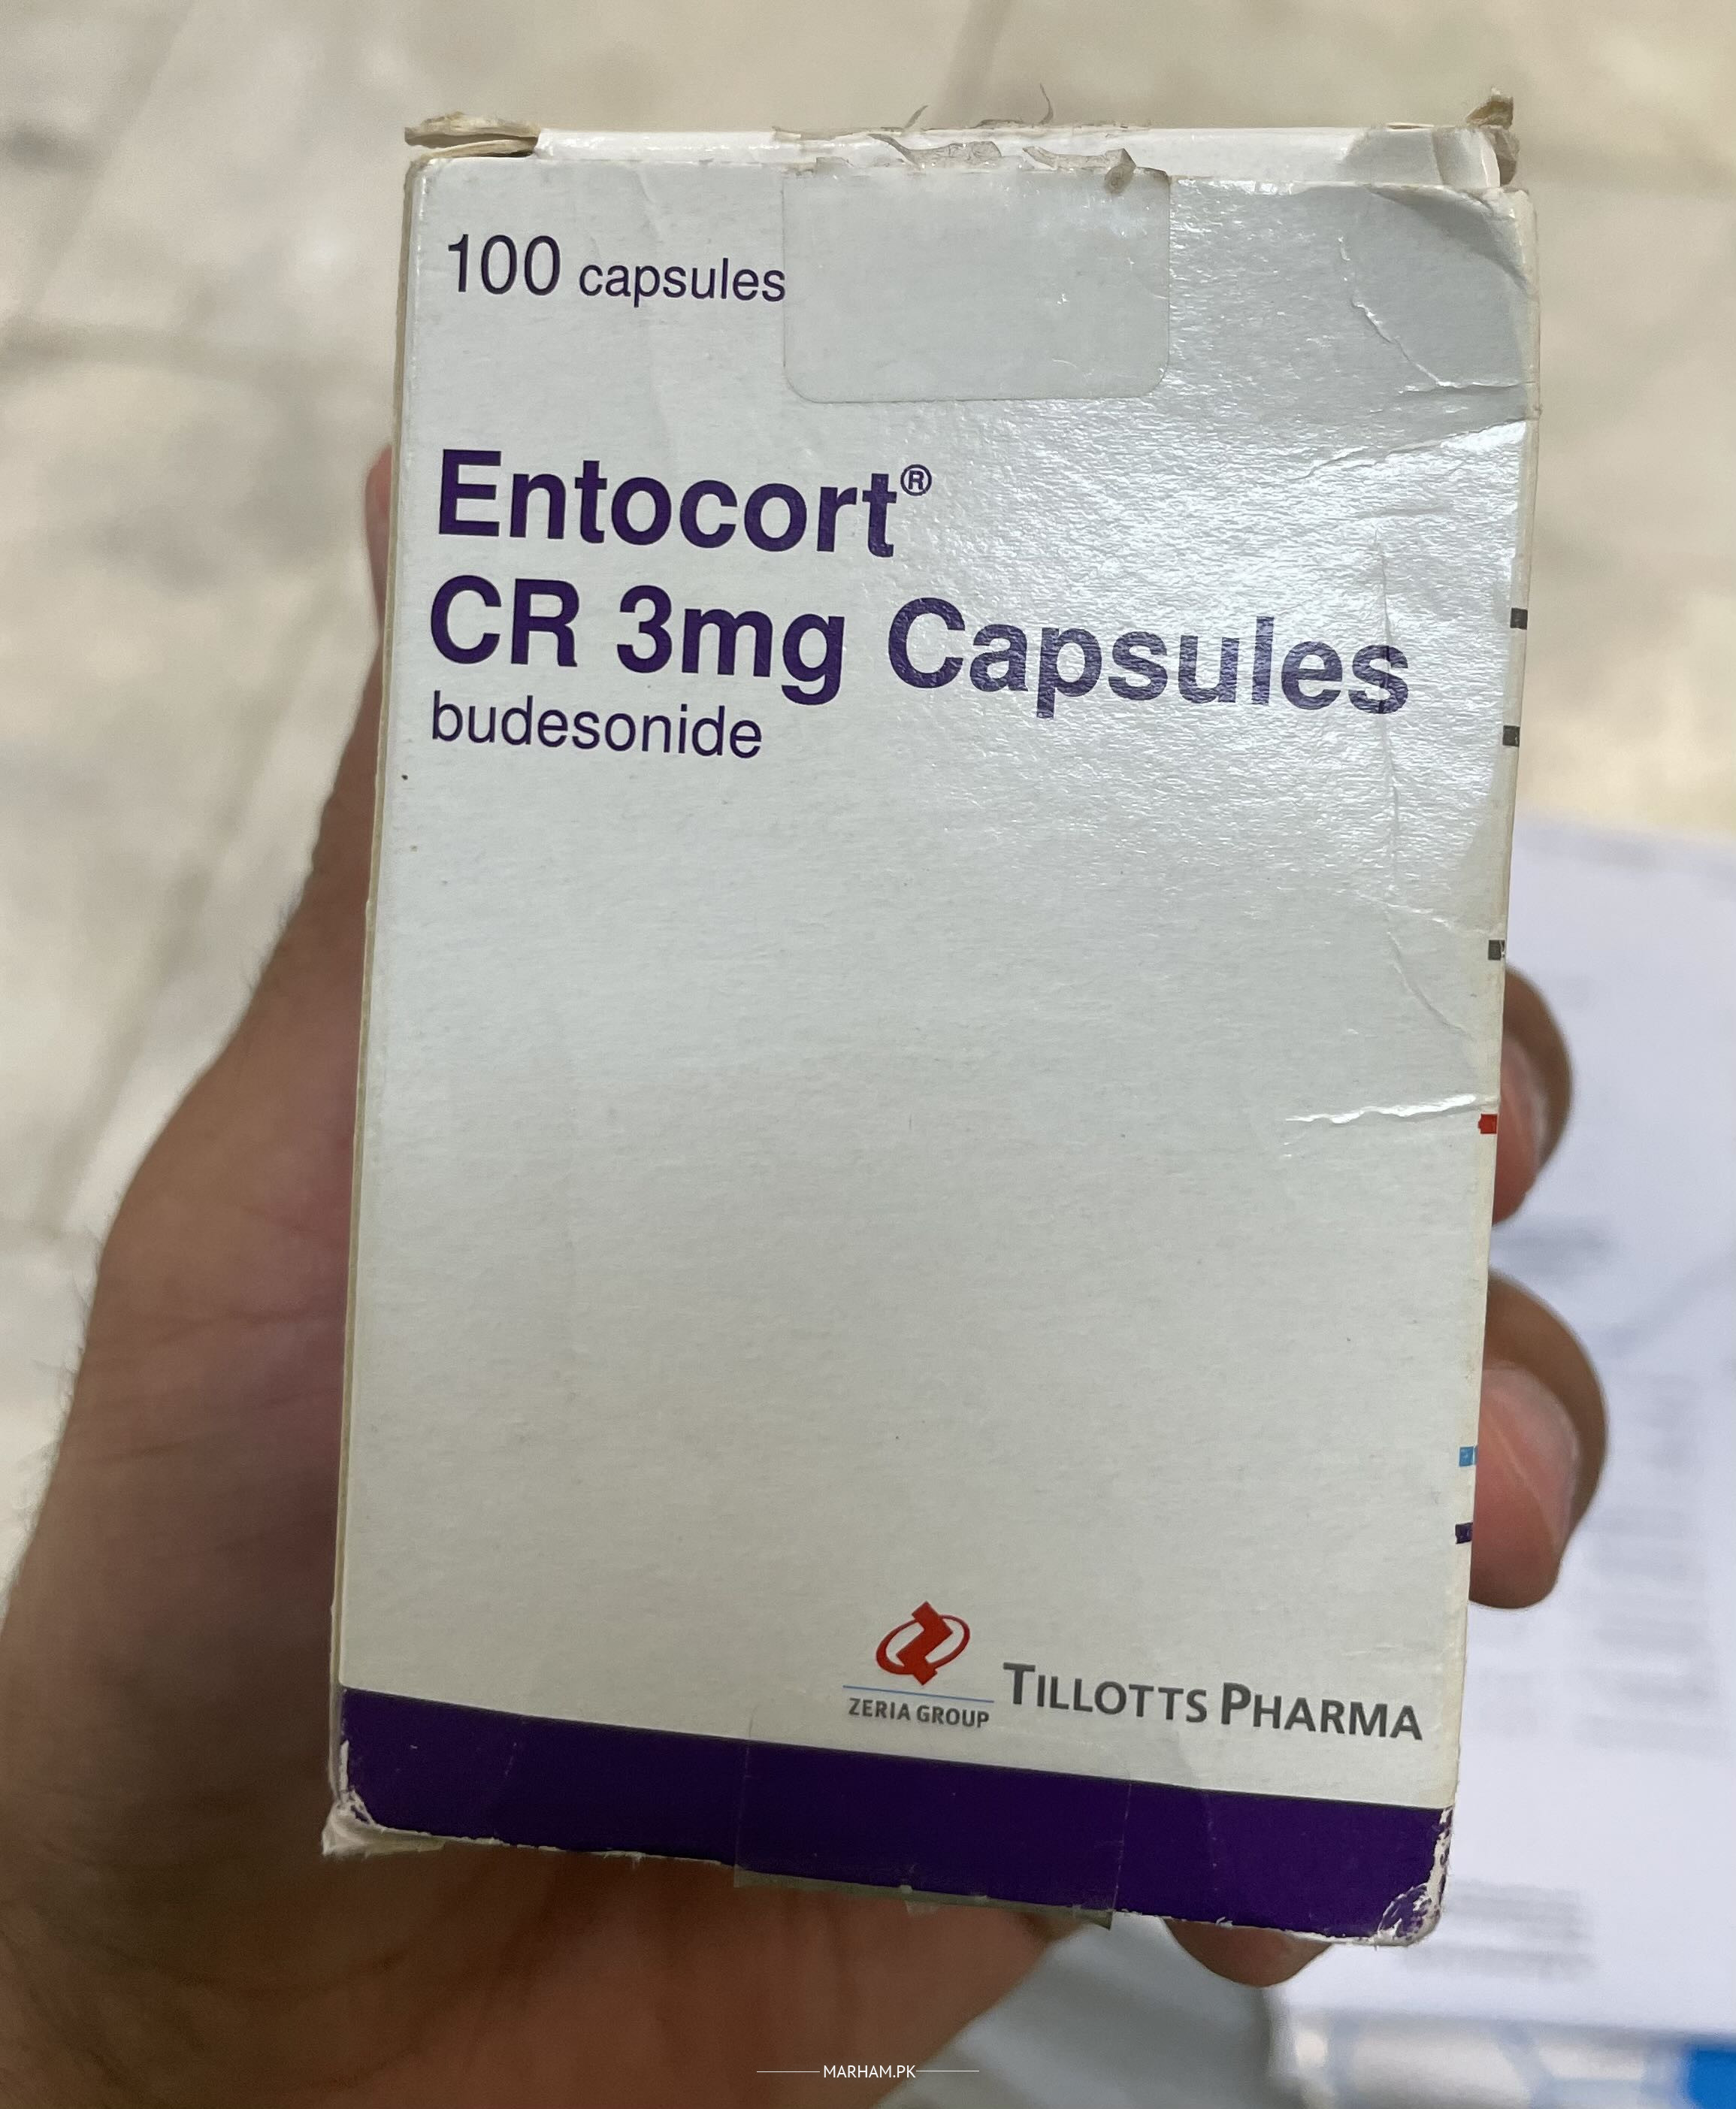 100 capsules
Entocort®
CR 3mg Capsules
budesonide
ZERIA GROUP
TILLOTTS PHARMA
MARHAM.PK